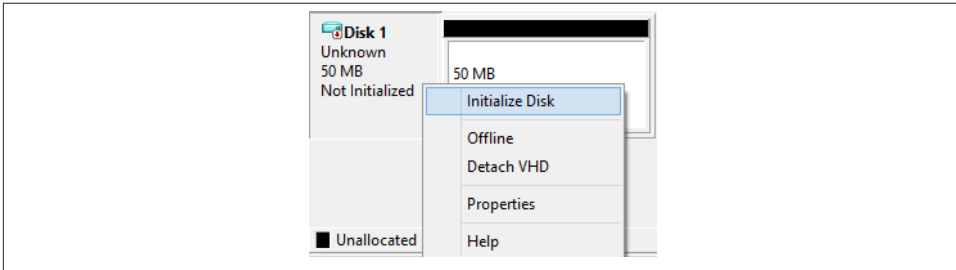 Disk 1
Unknown
50 MB
Not Initialized
50 MB
Initialize Disk
Offline
Detach VHD
Properties
Help
Unallocated